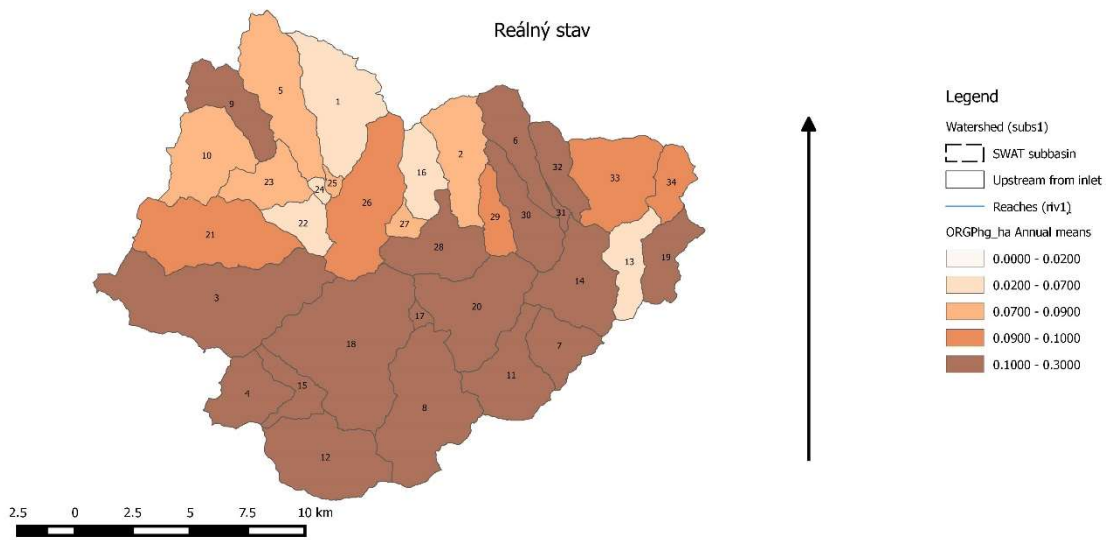 Reálný stav
9
5
1
10
23
24
25
22
21
26
16
2
27
28
29
6
32
30
31
33
34
13
19
14
3
20
17
18
7
11
15
4
8
12
2.5 0 2.5 5 7.5 10 km
Legend
Watershed (subs1)
SWAT subbasin
Upstream from inlet
Reaches (riv1)
ORGPhg_ha Annual means
0.0000 - 0.0200
0.0200 - 0.0700
0.0700 - 0.0900
0.0900 - 0.1000
0.1000 - 0.3000